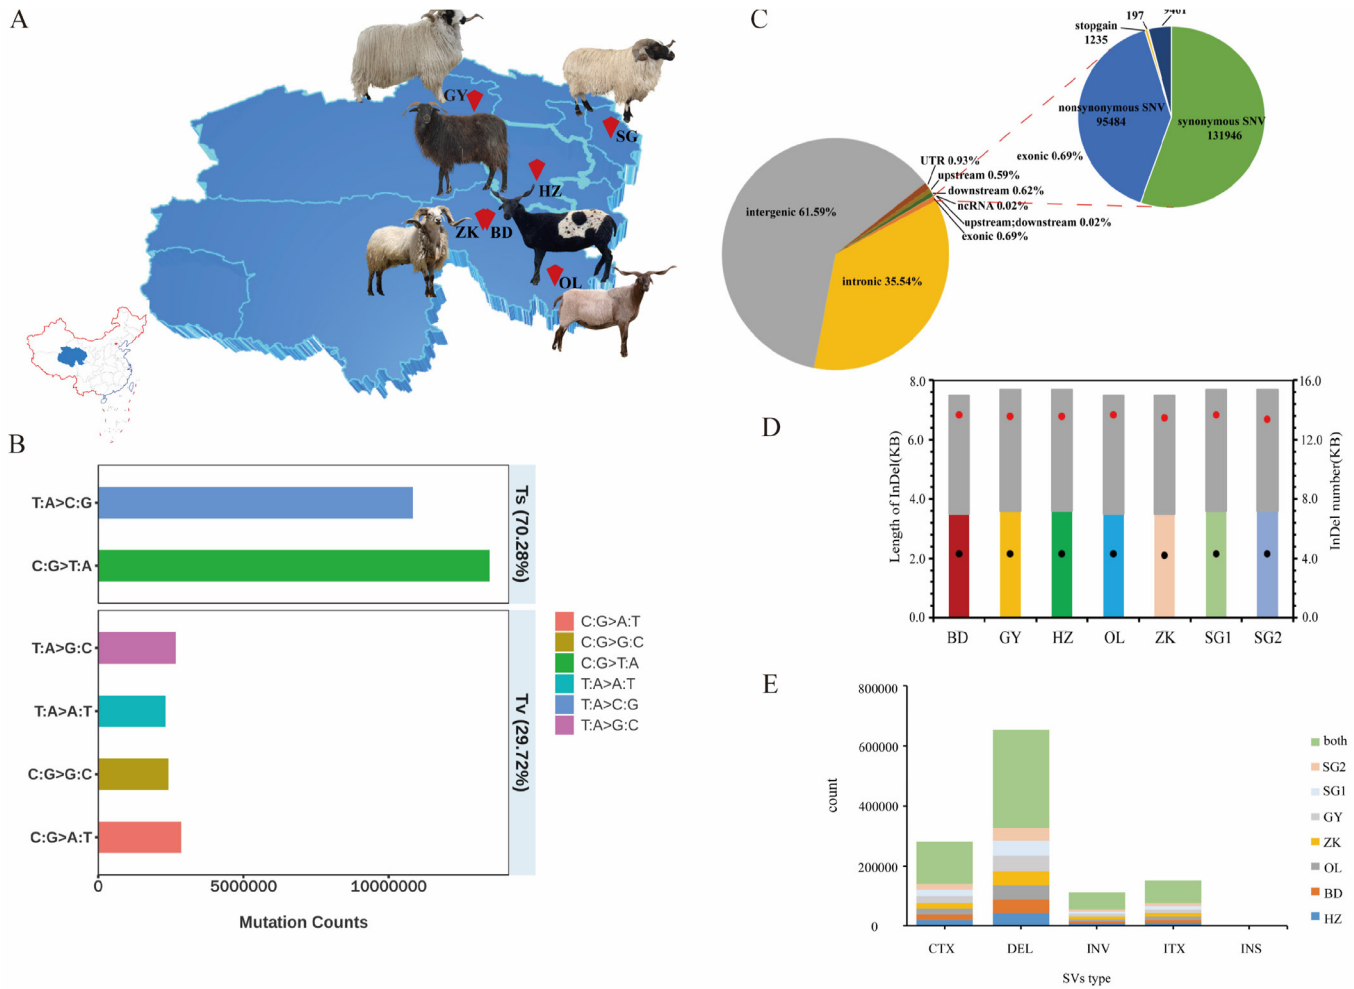 A
GY
SG
HZ
ZK
BD
OL
B
T:A>C:G
C:G>T:A
Ts (70.28%)
T:A>G:C
T:A>A:T
C:G>G:C
C:G>A:T
Tv (29.72%)
0
5000000
10000000
Mutation Counts
C:G>A:T
C:G>G:C
C:G>T:A
T:A>A:T
T:A>C:G
T:A>G:C
C
197
9461
stopgain
1235
nonsynonymous SNV
95484
synonymous SNV
131946
exonic 0.69%
UTR 0.93%
upstream 0.59%
downstream 0.62%
ncRNA 0.02%
upstream;downstream 0.02%
exonic 0.69%
intergenic 61.59%
intronic 35.54%
D
8.0
6.0
4.0
2.0
0.0
Length of InDel(KB)
16.0
12.0
8.0
4.0
0.0
InDel number(KB)
BD
GY
HZ
OL
ZK
SG1
SG2
E
800000
600000
400000
200000
0
count
CTX
DEL
INV
ITX
INS
SVs type
both
SG2
SG1
GY
ZK
OL
BD
HZ